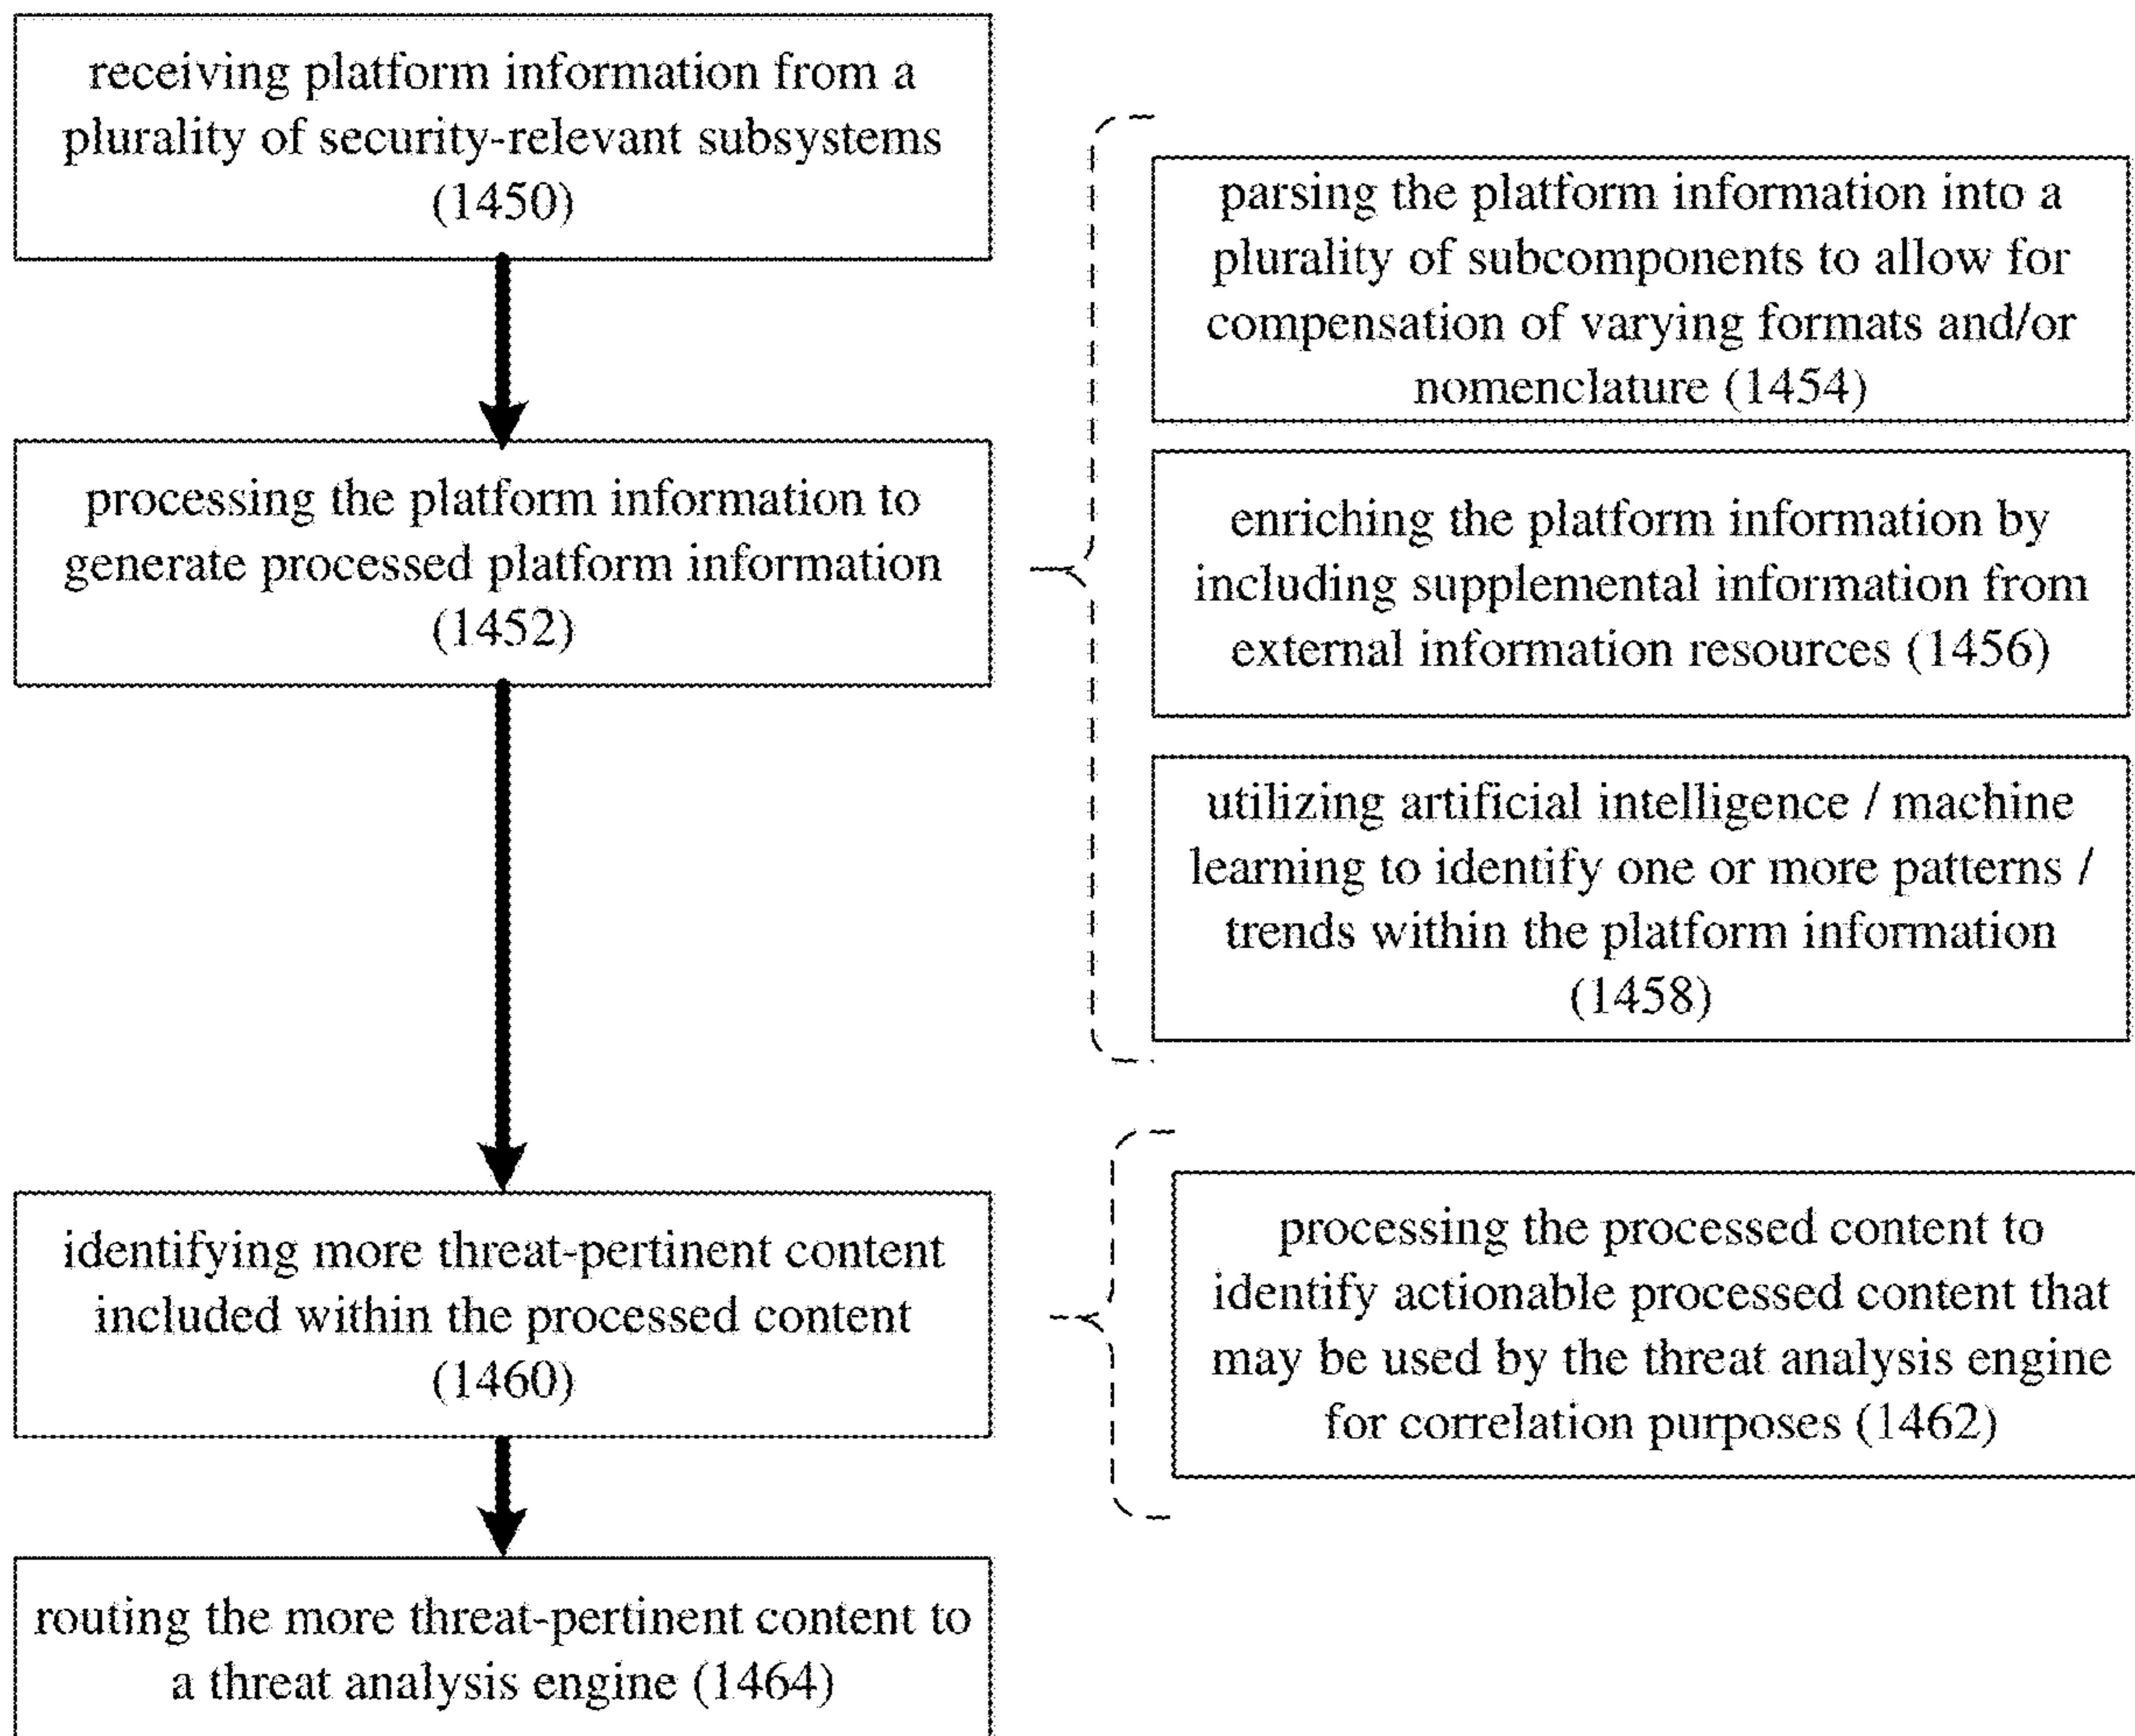 receiving platform information from a
plurality of security-relevant subsystems
(1450)
processing the platform information to
generate processed platform information
(1452)
parsing the platform information into a
plurality of subcomponents to allow for
compensation of varying formats and/or
nomenclature (1454)
enriching the platform information by
including supplemental information from
external information resources (1456)
utilizing artificial intelligence / machine
learning to identify one or more patterns /
trends within the platform information
(1458)
identifying more threat-pertinent content
included within the processed content
(1460)
processing the processed content to
identify actionable processed content that
may be used by the threat analysis engine
for correlation purposes (1462)
routing the more threat-pertinent content to
a threat analysis engine (1464)